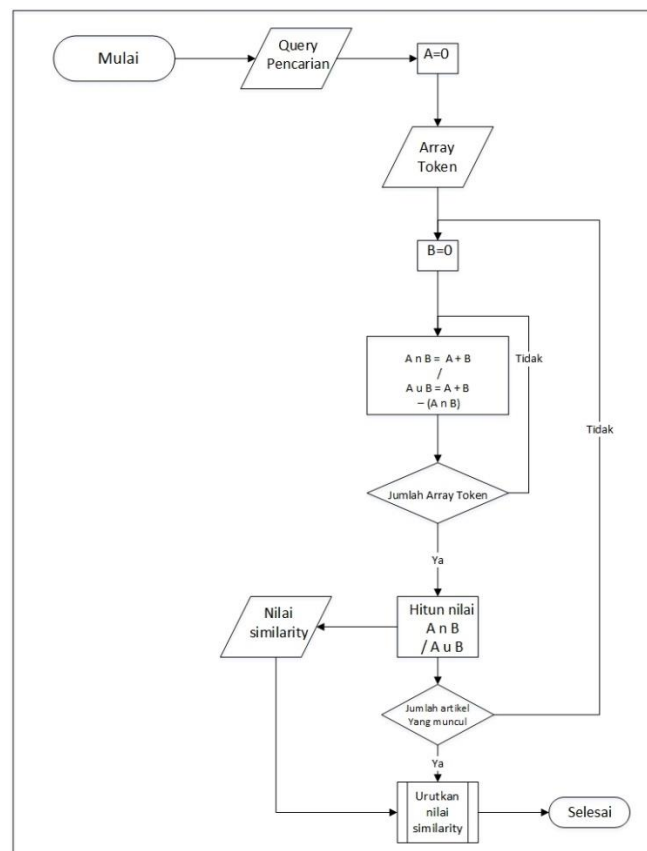 Mulai
Query
Pencarian
A=0
Array
Token
B=0
A n B = A + B
/
A u B = A + B
– (A n B)
Tidak
Jumlah Array Token
Tidak
Ya
Hitun nilai
A n B
/ A u B
Nilai
similarity
Jumlah artikel
Yang muncul
Ya
Urutkan
nilai
similarity
Selesai